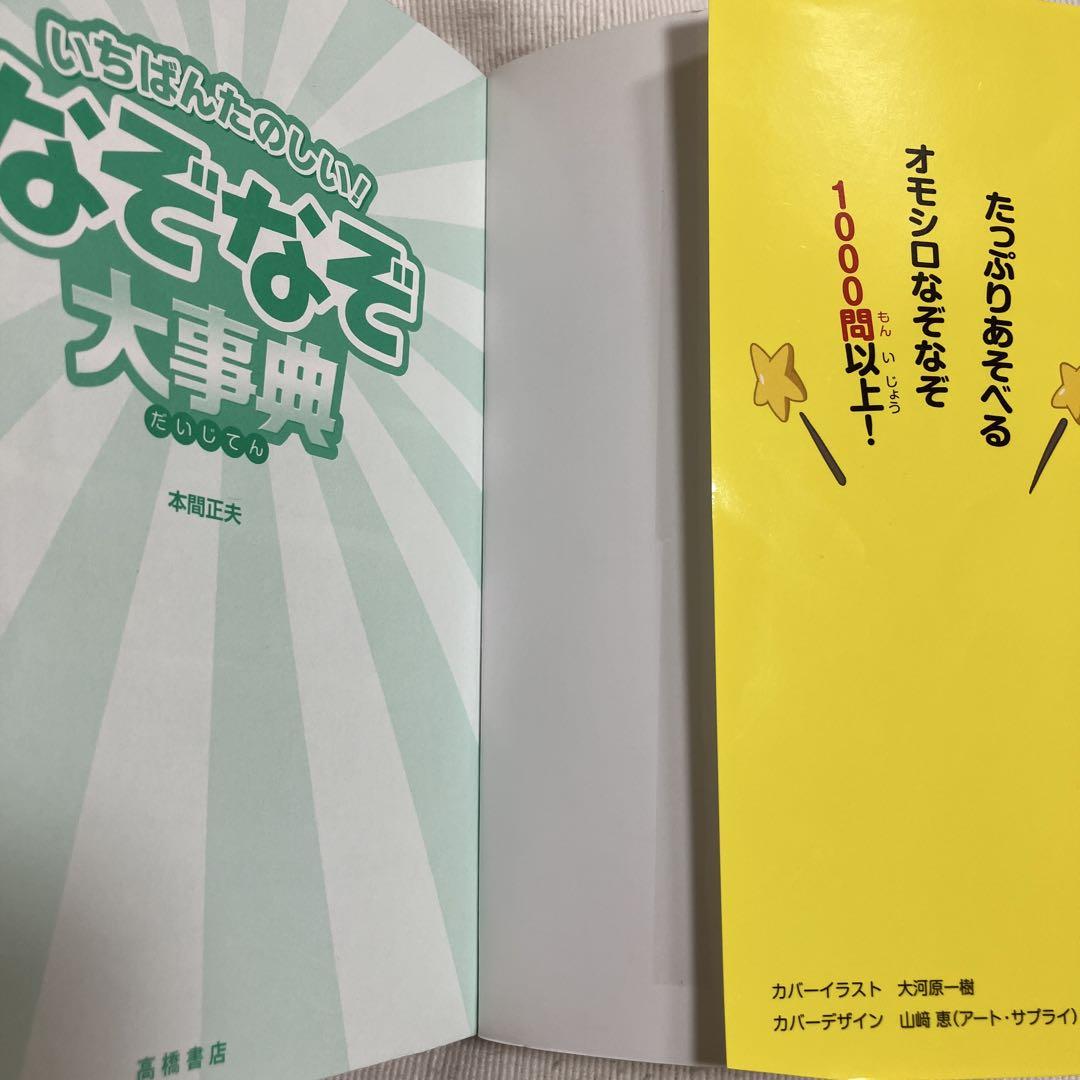 いちばんたのしい!
なぞなぞ
大事典
だいじてん
本間正夫
高橋書店
たっぷりあそべる
オモシロなぞなぞ
1000問以上!
もん い じょう
カバーイラスト 大河原一樹
カバーデザイン 山﨑 恵(アート・サプライ)